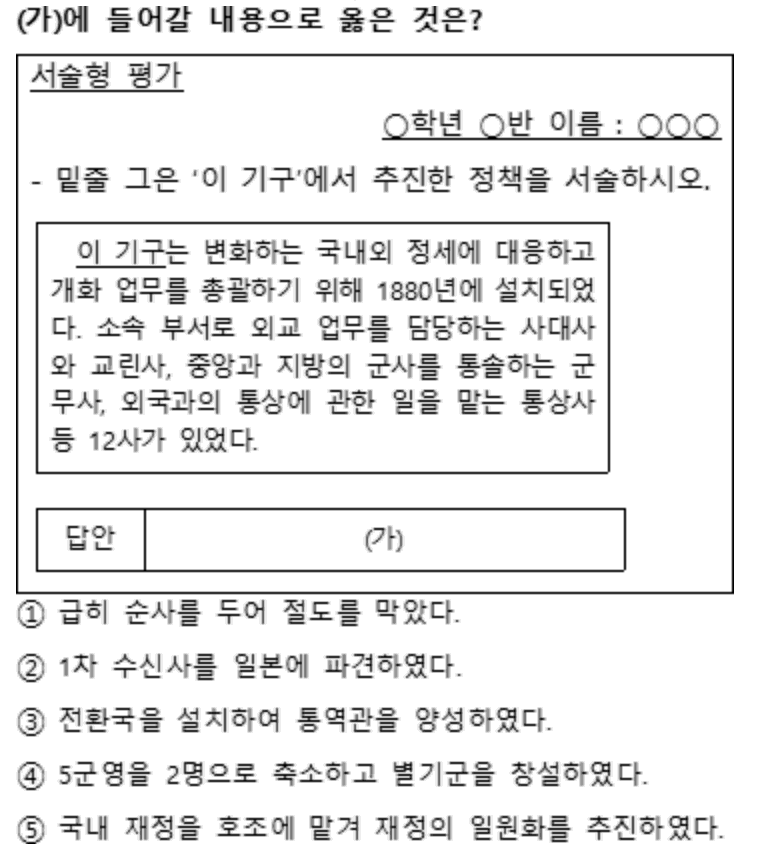 (가)에 들어갈 내용으로 옳은 것은?
서술형 평가
○학년 ○반 이름 : ○○○
- 밑줄 그은 ‘이 기구’에서 추진한 정책을 서술하시오.
이 기구는 변화하는 국내외 정세에 대응하고
개화 업무를 총괄하기 위해 1880년에 설치되었
다. 소속 부서로 외교 업무를 담당하는 사대사
와 교린사, 중앙과 지방의 군사를 통솔하는 군
무사, 외국과의 통상에 관한 일을 맡는 통상사
등 12사가 있었다.
답안 (가)
① 급히 순사를 두어 절도를 막았다.
② 1차 수신사를 일본에 파견하였다.
③ 전환국을 설치하여 통역관을 양성하였다.
④ 5군영을 2명으로 축소하고 별기군을 창설하였다.
⑤ 국내 재정을 호조에 맡겨 재정의 일원화를 추진하였다.